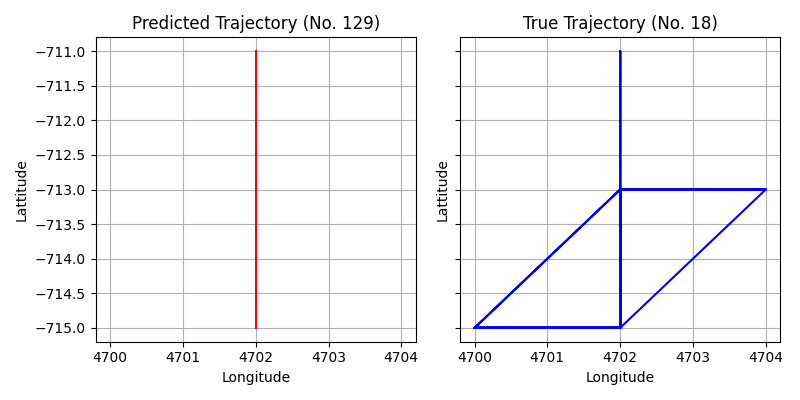 Predicted Trajectory (No. 129)
−711.0
−711.5
−712.0
−712.5
−713.0
−713.5
−714.0
−714.5
−715.0
Lattitude
4700 4701 4702 4703 4704
Longitude
True Trajectory (No. 18)
Lattitude
4700 4701 4702 4703 4704
Longitude